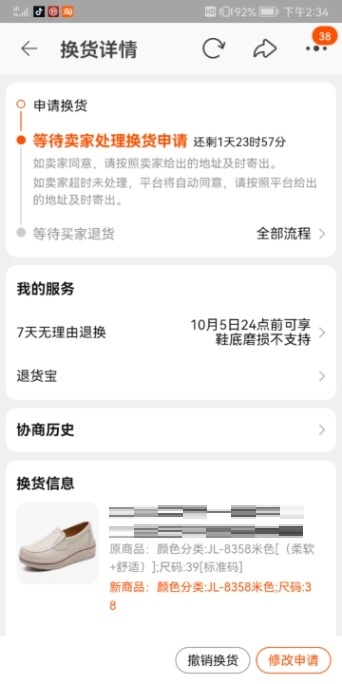 92% 下午2:34
换货详情
38
申请换货
等待卖家处理换货申请 还剩1天23时57分
如卖家同意，请按照卖家给出的地址及时寄出。
如卖家超时未处理，平台将自动同意，请按照平台给出
的地址及时寄出。
等待买家退货 全部流程
我的服务
7天无理由退换 10月5日24点前可享
鞋底磨损不支持
退货宝
协商历史
换货信息
原商品：颜色分类:JL-8358米色[（柔软
+舒适）];尺码:39[标准码]
新商品：颜色分类:JL-8358米色;尺码:3
8
撤销换货 修改申请